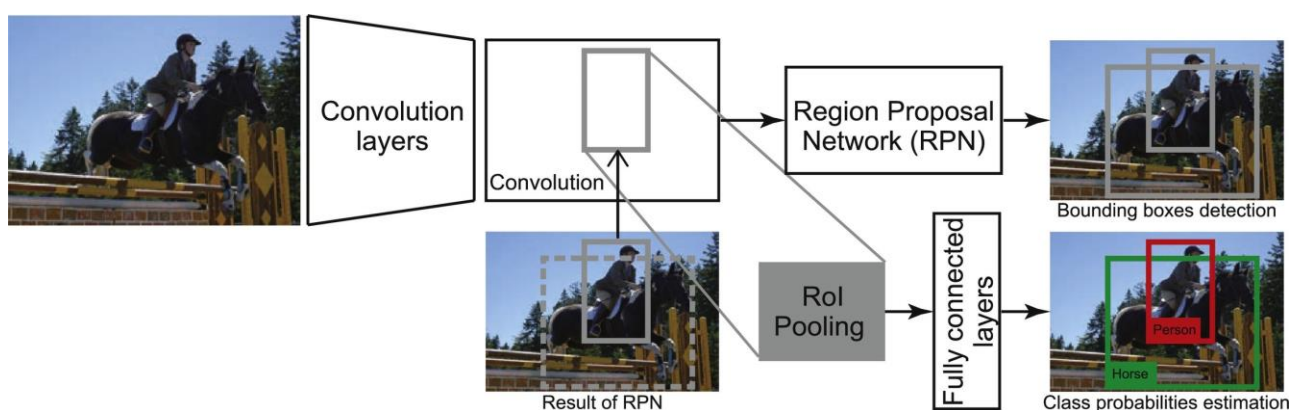 Convolution
layers
Convolution
Region Proposal
Network (RPN)
Bounding boxes detection
Result of RPN
RoI
Pooling
Fully connected
layers
Person
Horse
Class probabilities estimation